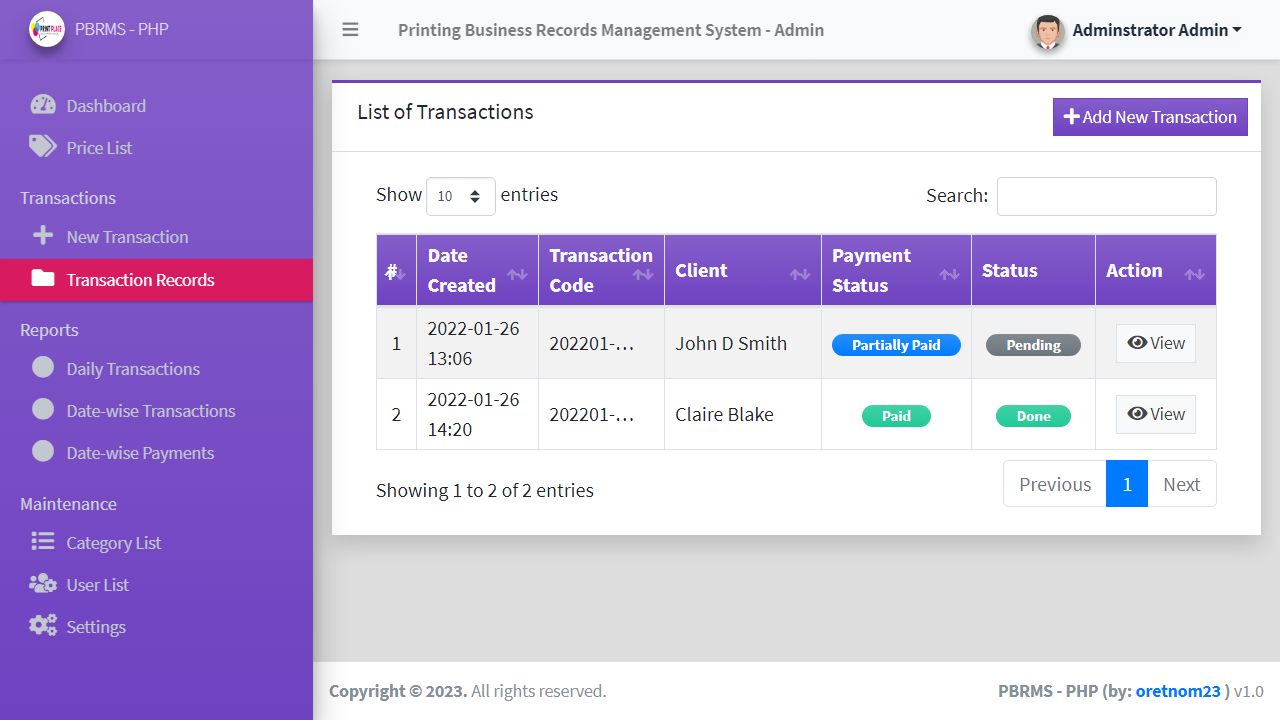 PRINT PLACE
PBRMS - PHP
Printing Business Records Management System - Admin
Adminstrator Admin
Dashboard
Price List
Transactions
New Transaction
Transaction Records
Reports
Daily Transactions
Date-wise Transactions
Date-wise Payments
Maintenance
Category List
User List
Settings
List of Transactions
Add New Transaction
Show 10 entries
Search:
# Date Created Transaction Code Client Payment Status Status Action
1 2022-01-26 13:06 202201-... John D Smith Partially Paid Pending View
2 2022-01-26 14:20 202201-... Claire Blake Paid Done View
Showing 1 to 2 of 2 entries
Previous 1 Next
Copyright © 2023. All rights reserved.
PBRMS - PHP (by: oretnom23 ) v1.0